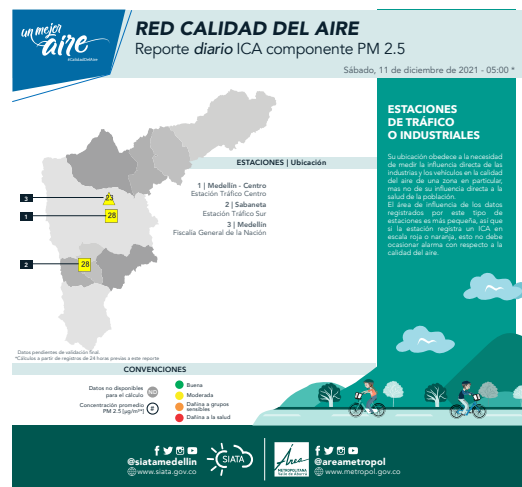 un mejor
aire
#CalidadDelAire
RED CALIDAD DEL AIRE
Reporte diario ICA componente PM 2.5
Sábado, 11 de diciembre de 2021 - 05:00 *
ESTACIONES
DE TRÁFICO
O INDUSTRIALES
Su ubicación obedece a la necesidad
de medir la influencia directa de las
industrias y los vehículos en la calidad
del aire de una zona en particular,
mas no de su influencia directa a la
salud de la población.
El área de influencia de los datos
registrados por este tipo de
estaciones es más pequeña, así que
si la estación registra un ICA en
escala roja o naranja, esto no debe
ocasionar alarma con respecto a la
calidad del aire.
ESTACIONES | Ubicación
1 | Medellín - Centro
Estación Tráfico Centro
2 | Sabaneta
Estación Tráfico Sur
3 | Medellín
Fiscalía General de la Nación
3
23
1
28
2
28
Datos pendientes de validación final.
*Cálculos a partir de registros de 24 horas previas a este reporte
CONVENCIONES
Datos no disponibles
para el cálculo
Concentración promedio
PM 2.5 [µg/m³]
#
Buena
Moderada
Dañina a grupos
sensibles
Dañina a la salud
@siatamedellin
www.siata.gov.co
SIATA
Área
METROPOLITANA
Valle de Aburrá
@areametropol
www.metropol.gov.co